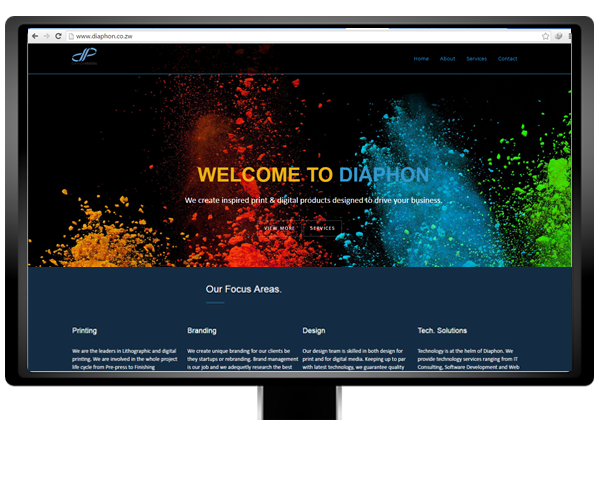 www.diaphon.co.zw
Home About Services Contact
WELCOME TO DIAPHON
We create inspired print & digital products designed to drive your business.
VIEW MORE SERVICES
Our Focus Areas.
Printing
We are the leaders in Lithographic and digital
printing. We are involved in the whole project
life cycle from Pre-press to Finishing
Branding
We create unique branding for our clients be
they startups or rebranding. Brand management
is our job and we adequetly research the best
Design
Our design team is skilled in both design for
print and for digital media. Keeping up to par
with latest technology, we guarantee quality
Tech. Solutions
Technology is at the helm of Diaphon. We
provide technology services ranging from IT
Consulting, Software Development and Web